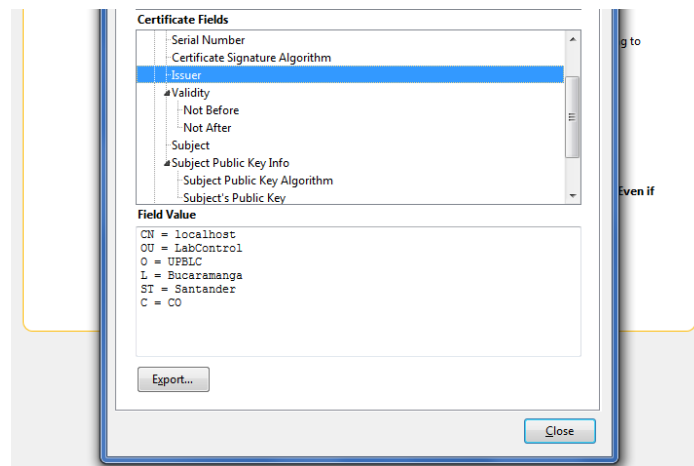 Certificate Fields
Serial Number
g to
Certificate Signature Algorithm
Issuer
Validity
Not Before
Not After
Subject
Subject Public Key Info
Subject Public Key Algorithm
Subject's Public Key
Even if
Field Value
CN = localhost
OU = LabControl
O = UPBLC
L = Bucaramanga
ST = Santander
C = CO
Export...
Close